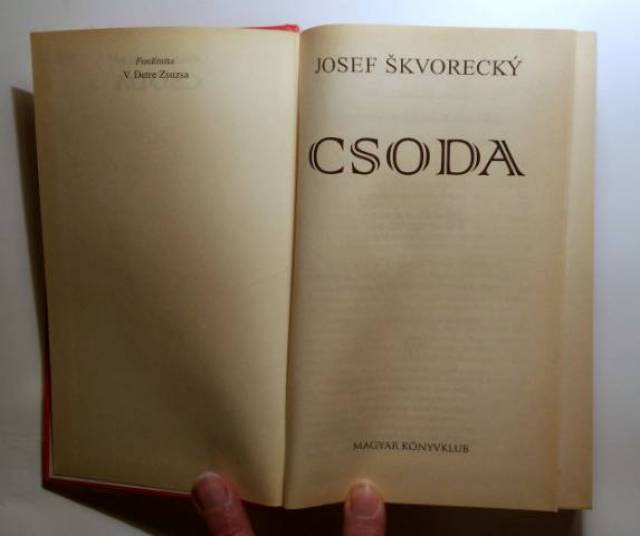 Fordította
V. Detre Zsuzsa
JOSEF ŠKVORECKÝ
CSODA
MAGYAR KÖNYVKLUB